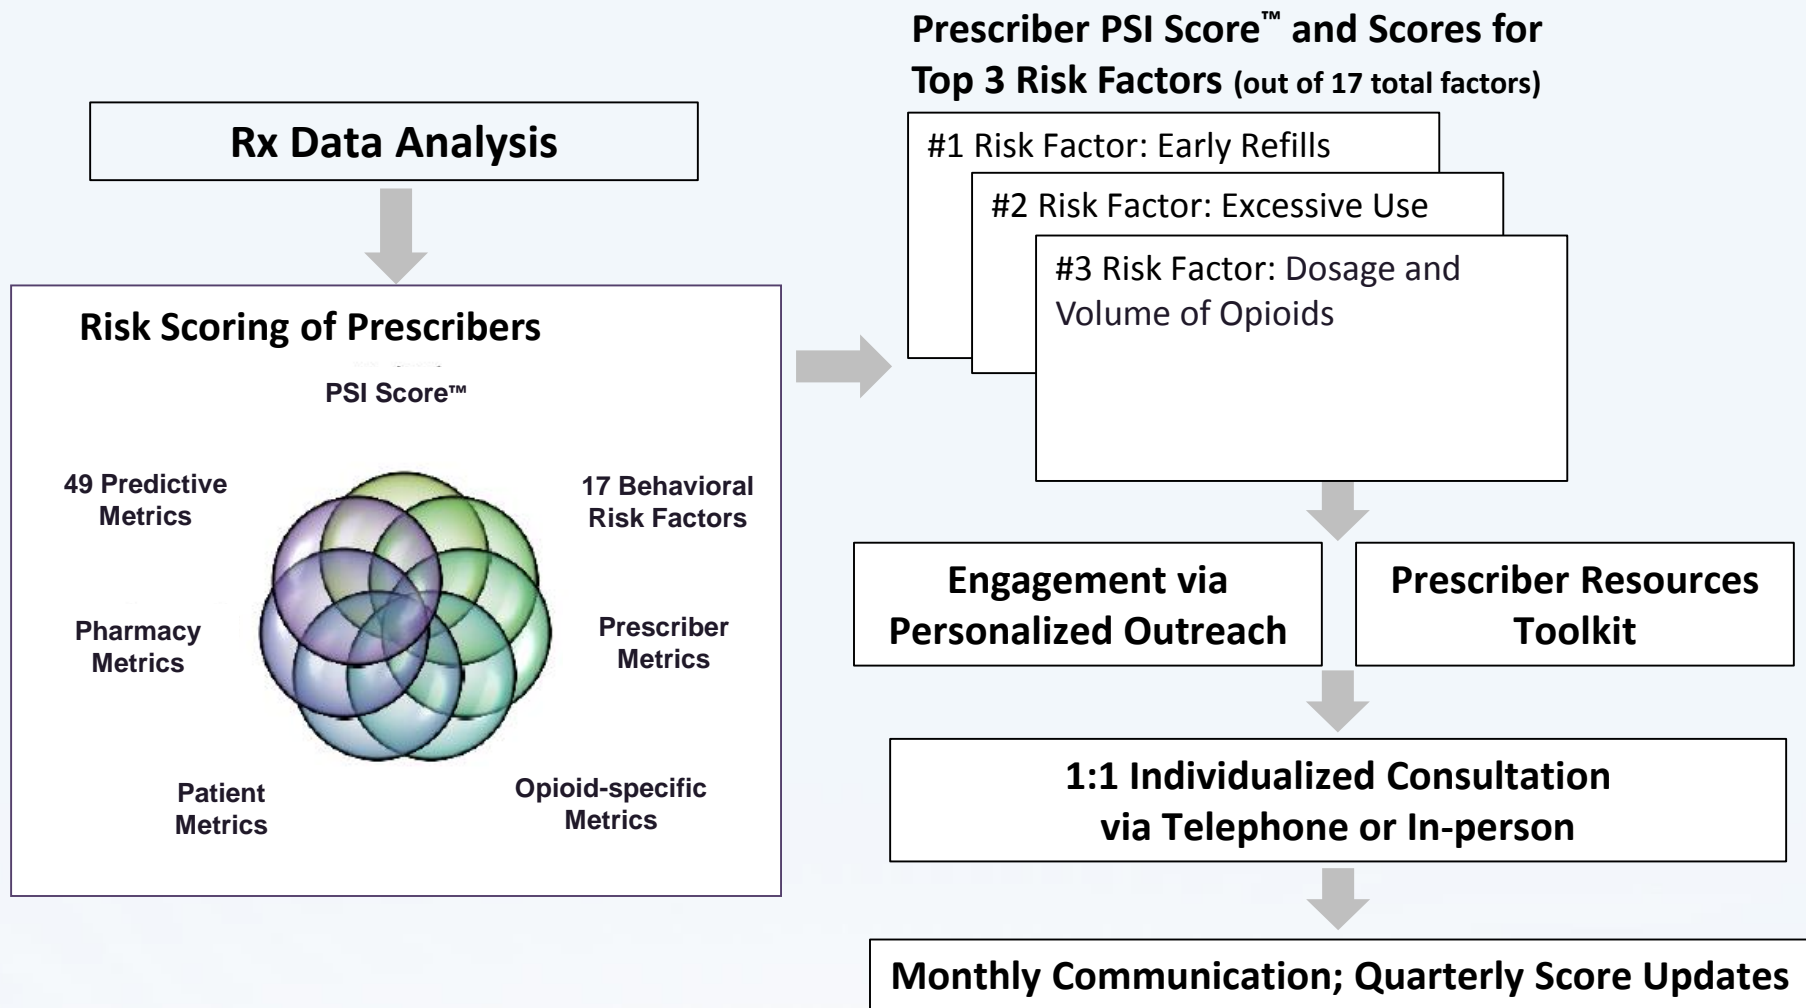 Prescriber PSI Score™ and Scores for
Top 3 Risk Factors (out of 17 total factors)
Rx Data Analysis
#1 Risk Factor: Early Refills
#2 Risk Factor: Excessive Use
#3 Risk Factor: Dosage and
Volume of Opioids
Risk Scoring of Prescribers
PSI Score™
49 Predictive
Metrics
17 Behavioral
Risk Factors
Pharmacy
Metrics
Prescriber
Metrics
Patient
Metrics
Opioid-specific
Metrics
Engagement via
Personalized Outreach
Prescriber Resources
Toolkit
1:1 Individualized Consultation
via Telephone or In-person
Monthly Communication; Quarterly Score Updates